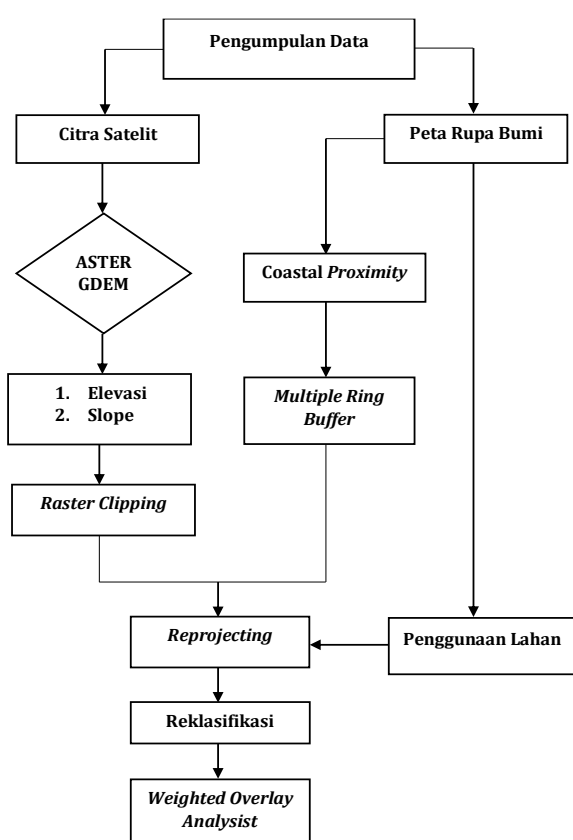 Pengumpulan Data
Citra Satelit
Peta Rupa Bumi
ASTER
GDEM
Coastal Proximity
1. Elevasi
2. Slope
Multiple Ring
Buffer
Raster Clipping
Reprojecting
Penggunaan Lahan
Reklasifikasi
Weighted Overlay
Analysist